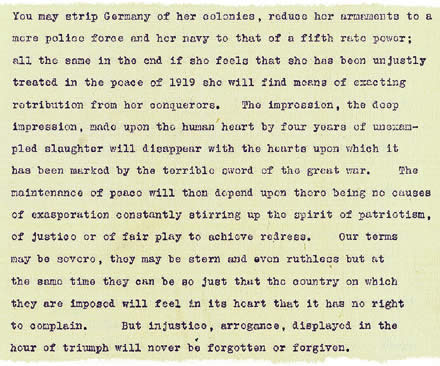 You may strip Germany of her colonies, reduce her armaments to a
mere police force and her navy to that of a fifth rate power;
all the same in the end if she feels that she has been unjustly
treated in the peace of 1919 she will find means of exacting
retribution from her conquerors. The impression, the deep
impression, made upon the human heart by four years of unexam-
pled slaughter will disappear with the hearts upon which it
has been marked by the terrible sword of the great war. The
maintenance of peace will then depend upon there being no causes
of exasperation constantly stirring up the spirit of patriotism,
of justice or of fair play to achieve redress. Our terms
may be severe, they may be stern and even ruthless but at
the same time they can be so just that the country on which
they are imposed will feel in its heart that it has no right
to complain. But injustice, arrogance, displayed in the
hour of triumph will never be forgotten or forgiven.